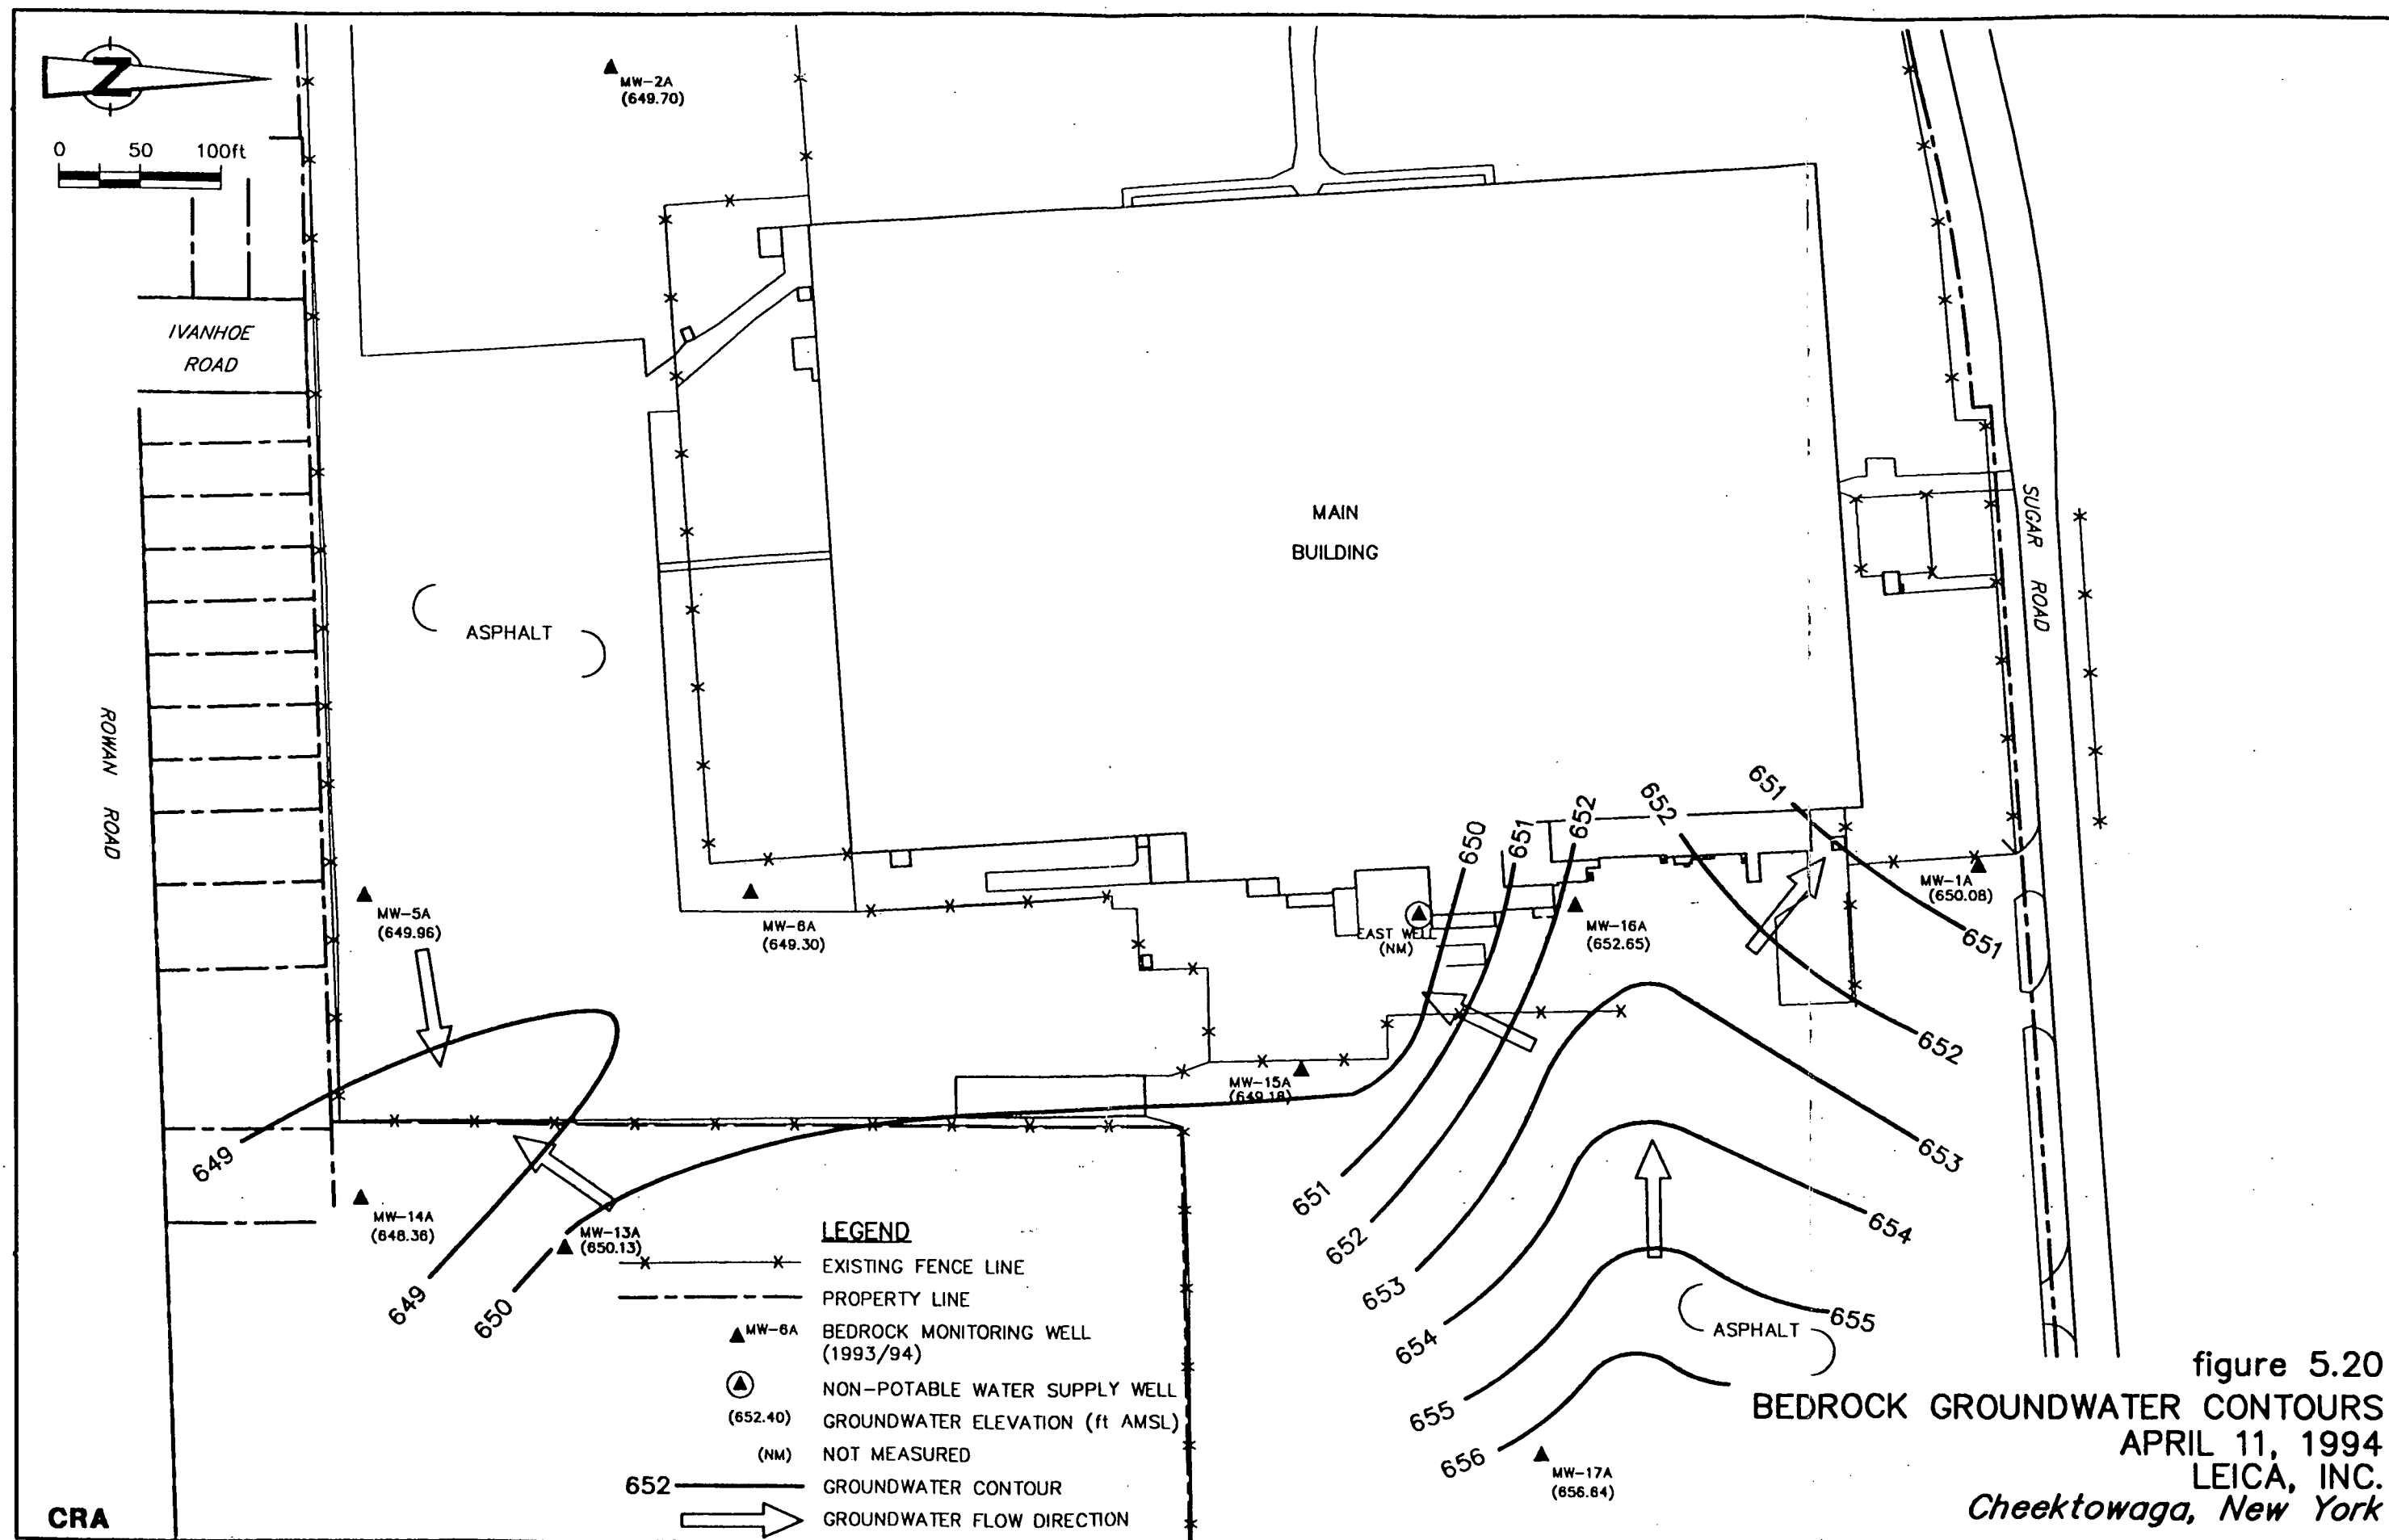 N
0 50 100ft
MW-2A
(649.70)
IVANHOE
ROAD
MAIN
BUILDING
SUGAR ROAD
ASPHALT
ROWAN ROAD
MW-5A
(649.96)
MW-6A
(649.30)
EAST WELL
(NM)
650
651
652
652
651
MW-16A
(652.65)
MW-1A
(650.08)
651
652
653
654
655
MW-15A
(649.18)
649
649
650
651
652
653
654
655
656
MW-14A
(648.36)
MW-13A
(650.13)
ASPHALT
MW-17A
(656.64)
LEGEND
EXISTING FENCE LINE
PROPERTY LINE
MW-6A BEDROCK MONITORING WELL
(1993/94)
NON-POTABLE WATER SUPPLY WELL
(652.40) GROUNDWATER ELEVATION (ft AMSL)
(NM) NOT MEASURED
652 GROUNDWATER CONTOUR
GROUNDWATER FLOW DIRECTION
CRA
figure 5.20
BEDROCK GROUNDWATER CONTOURS
APRIL 11, 1994
LEICA, INC.
Cheektowaga, New York